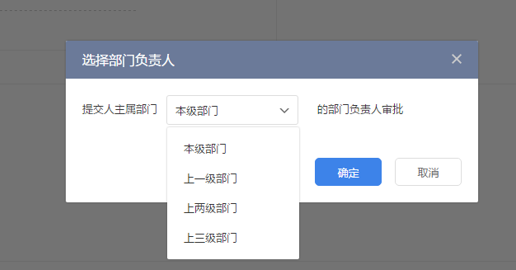 选择部门负责人
提交人主属部门 本级部门 的部门负责人审批
本级部门
上一级部门
上两级部门
上三级部门
确定 取消